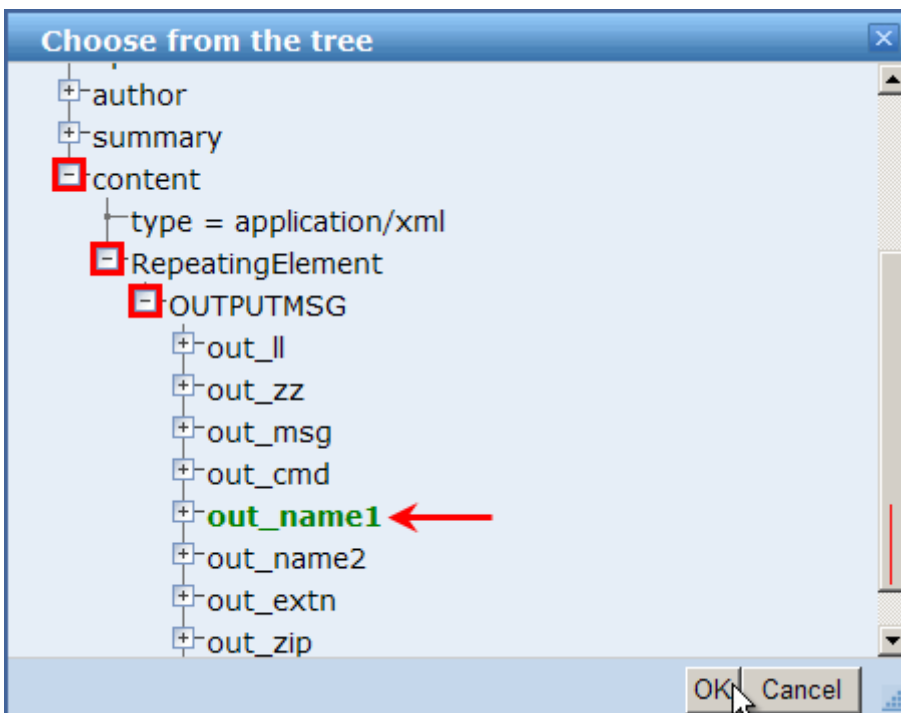 Choose from the tree
author
summary
content
type = application/xml
RepeatingElement
OUTPUTMSG
out_ll
out_zz
out_msg
out_cmd
out_name1
out_name2
out_extn
out_zip
OK Cancel